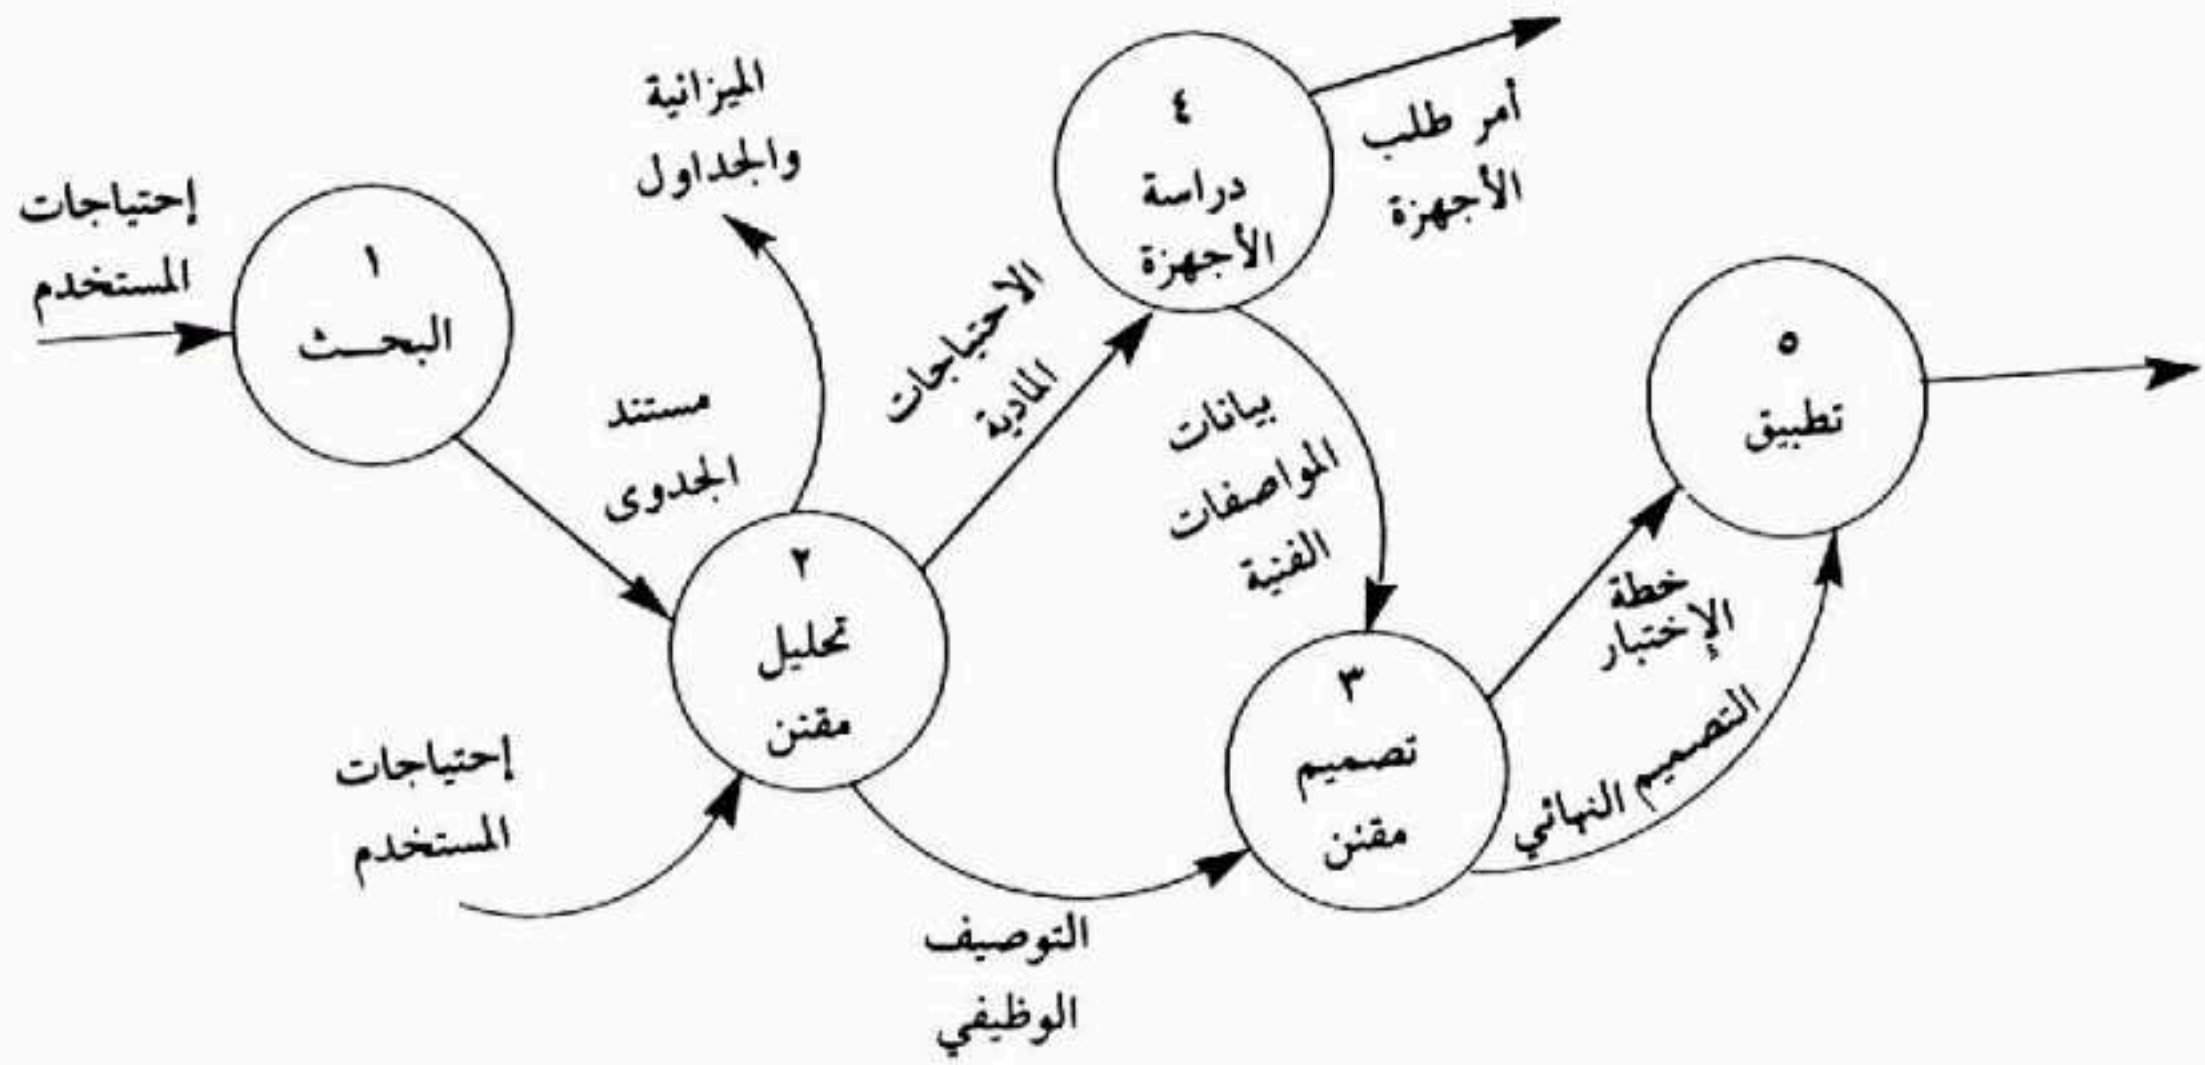 إحتياجات
المستخدم
١
البحـــث
الميزانية
والجداول
مستند
الجدوى
٢
تحليل
مقنن
إحتياجات
المستخدم
الاحتياجات
المادية
٤
دراسة
الأجهزة
أمر طلب
الأجهزة
بيانات
المواصفات
الفنية
التوصيف
الوظيفي
٣
تصميم
مقنن
خطة
الإختبار
التصميم النهائي
٥
تطبيق